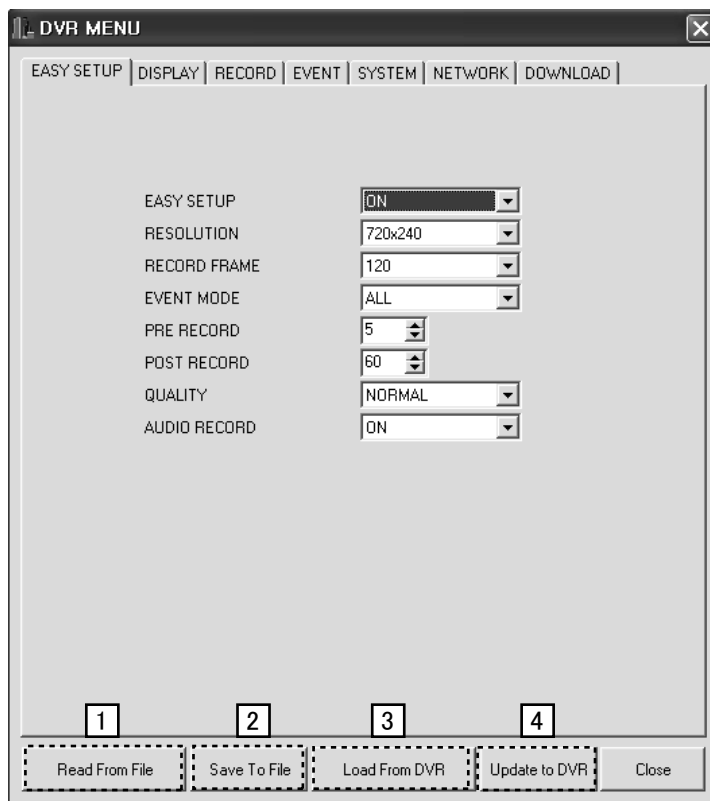 DVR MENU
EASY SETUP DISPLAY RECORD EVENT SYSTEM NETWORK DOWNLOAD
EASY SETUP ON
RESOLUTION 720x240
RECORD FRAME 120
EVENT MODE ALL
PRE RECORD 5
POST RECORD 60
QUALITY NORMAL
AUDIO RECORD ON
1 2 3 4
Read From File Save To File Load From DVR Update to DVR Close